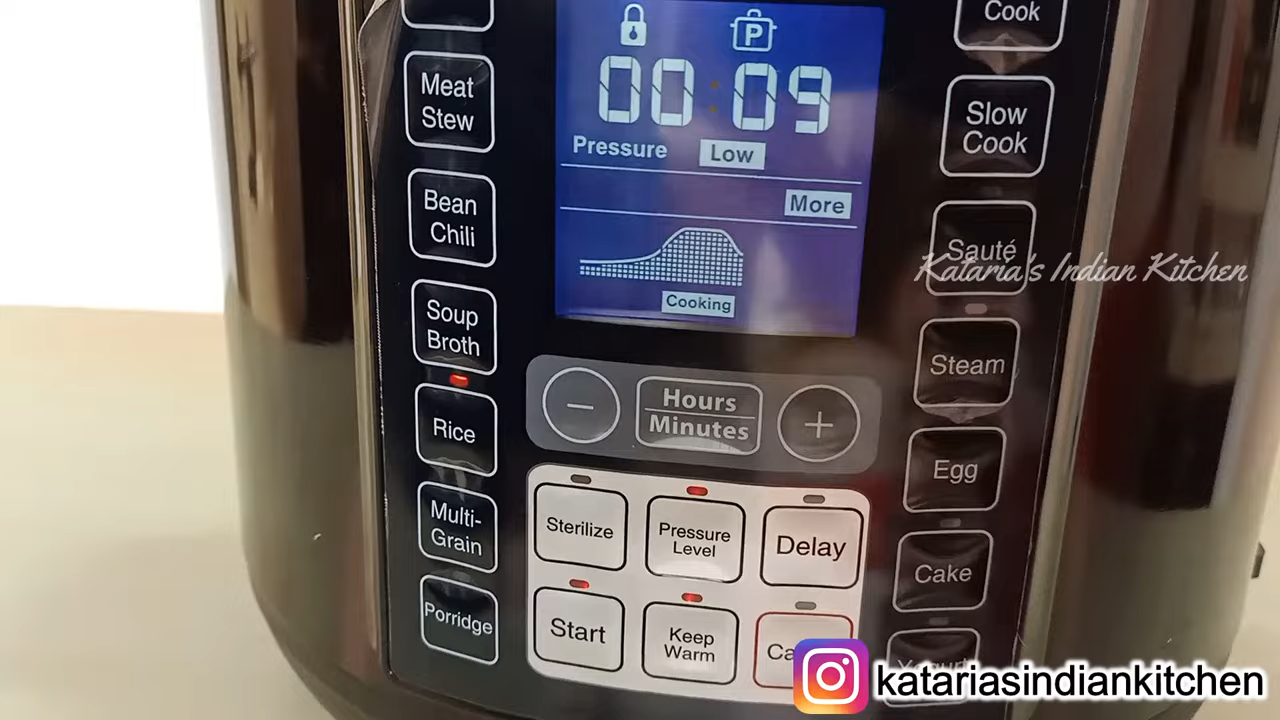 Meat
Stew
Bean
Chili
Soup
Broth
Rice
Multi-
Grain
Porridge
P
00:09
Pressure Low
More
Cooking
Hours
Minutes
Sterilize
Pressure
Level
Delay
Start
Keep
Warm
Cook
Slow
Cook
Sauté
Steam
Egg
Cake
Yogurt
Kataria's Indian Kitchen
katariasindiankitchen